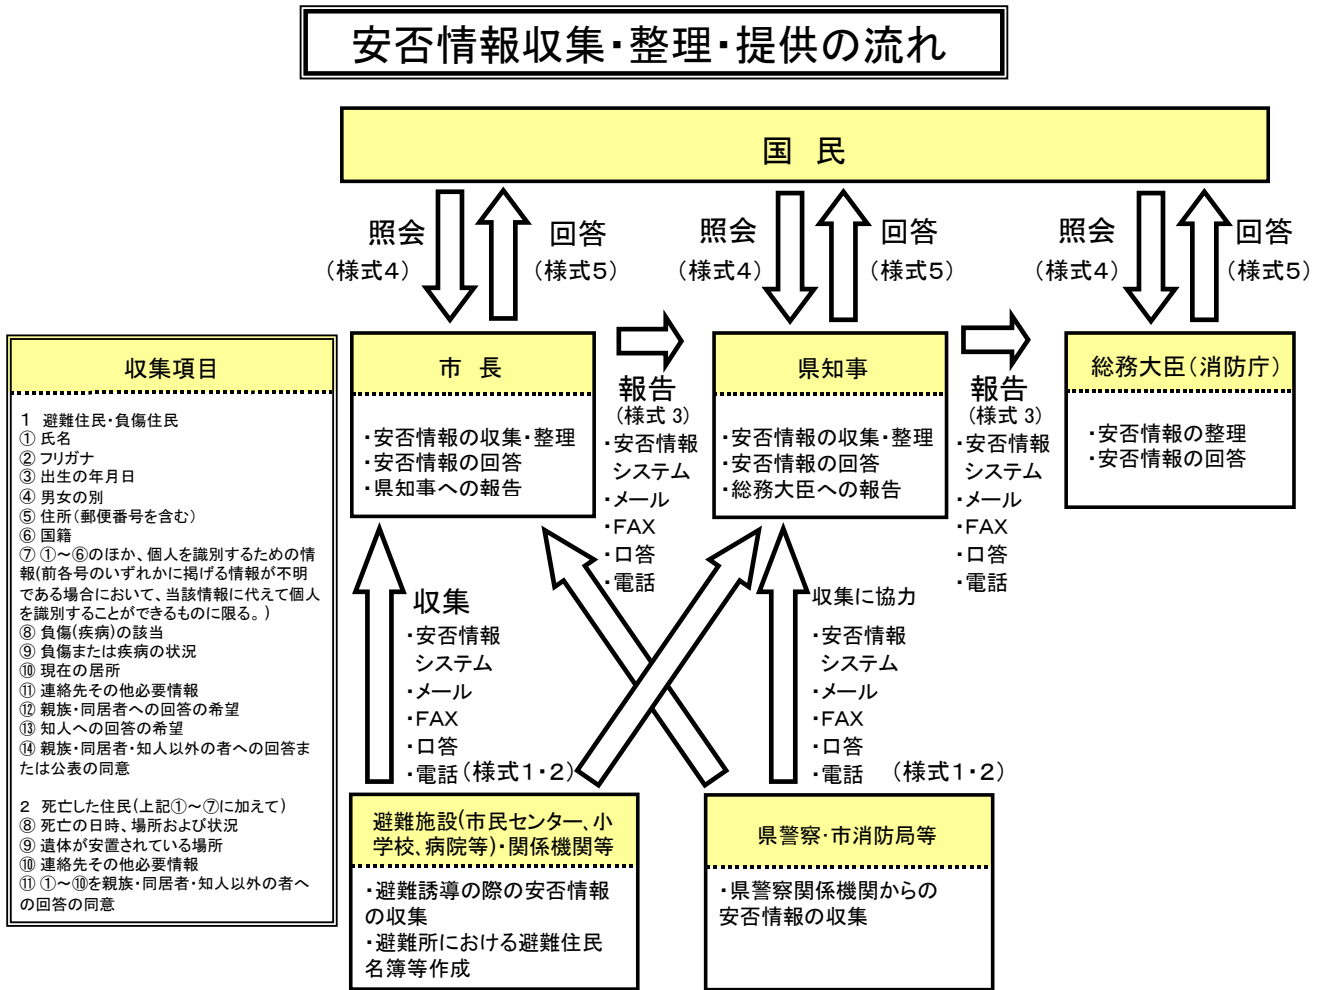 安否情報収集・整理・提供の流れ
国 民
照会
(様式4)
回答
(様式5)
照会
(様式4)
回答
(様式5)
照会
(様式4)
回答
(様式5)
収集項目
1 避難住民・負傷住民
① 氏名
② フリガナ
③ 出生の年月日
④ 男女の別
⑤ 住所(郵便番号を含む)
⑥ 国籍
⑦ ①～⑥のほか、個人を識別するための情
報(前各号のいずれかに掲げる情報が不明
である場合において、当該情報に代えて個人
を識別することができるものに限る。)
⑧ 負傷(疾病)の該当
⑨ 負傷または疾病の状況
⑩ 現在の居所
⑪ 連絡先その他必要情報
⑫ 親族・同居者への回答の希望
⑬ 知人への回答の希望
⑭ 親族・同居者・知人以外の者への回答ま
たは公表の同意
2 死亡した住民(上記①～⑦に加えて)
⑧ 死亡の日時、場所および状況
⑨ 遺体が安置されている場所
⑩ 連絡先その他必要情報
⑪ ①～⑩を親族・同居者・知人以外の者へ
の回答の同意
市 長
・安否情報の収集・整理
・安否情報の回答
・県知事への報告
報告
(様式 3)
・安否情報
システム
・メール
・FAX
・口答
・電話
県知事
・安否情報の収集・整理
・安否情報の回答
・総務大臣への報告
報告
(様式 3)
・安否情報
システム
・メール
・FAX
・口答
・電話
総務大臣(消防庁)
・安否情報の整理
・安否情報の回答
収集
・安否情報
システム
・メール
・FAX
・口答
・電話(様式1・2)
収集に協力
・安否情報
システム
・メール
・FAX
・口答
・電話 (様式1・2)
避難施設(市民センター、小
学校、病院等)・関係機関等
・避難誘導の際の安否情報
の収集
・避難所における避難住民
名簿等作成
県警察・市消防局等
・県警察関係機関からの
安否情報の収集